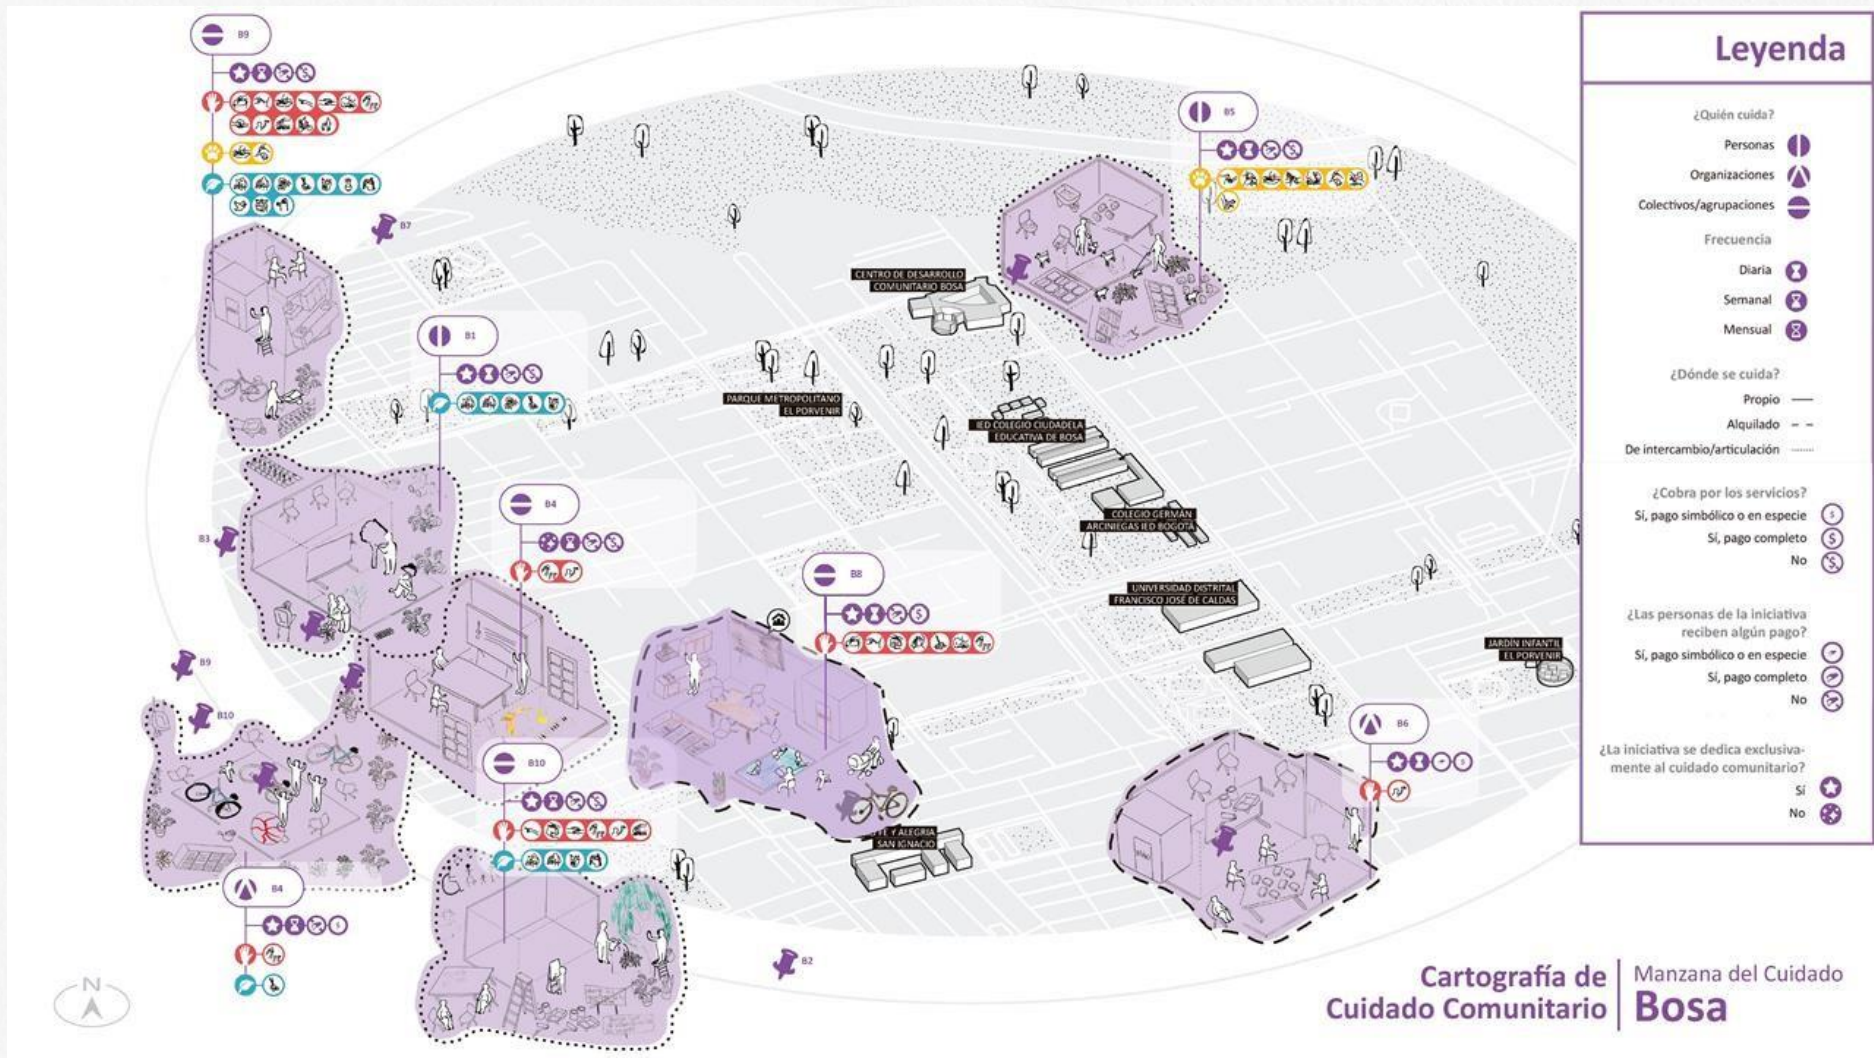 B9
B7
B5
CENTRO DE DESARROLLO
COMUNITARIO BOSA
B1
PARQUE METROPOLITANO
EL PORVENIR
IED COLEGIO CIUDADELA
EDUCATIVA DE BOSA
B4
COLEGIO GERMÁN
ARCINIEGAS IED BOGOTÁ
B3
B8
UNIVERSIDAD DISTRITAL
FRANCISCO JOSÉ DE CALDAS
JARDÍN INFANTIL
EL PORVENIR
B9
B10
B6
B10
FE Y ALEGRIA
SAN IGNACIO
B4
B2
N
Leyenda
¿Quién cuida?
Personas
Organizaciones
Colectivos/agrupaciones
Frecuencia
Diaria
Semanal
Mensual
¿Dónde se cuida?
Propio
Alquilado
De intercambio/articulación
¿Cobra por los servicios?
Sí, pago simbólico o en especie
Sí, pago completo
No
¿Las personas de la iniciativa
reciben algún pago?
Sí, pago simbólico o en especie
Sí, pago completo
No
¿La iniciativa se dedica exclusiva-
mente al cuidado comunitario?
Sí
No
Cartografía de
Cuidado Comunitario
Manzana del Cuidado
Bosa